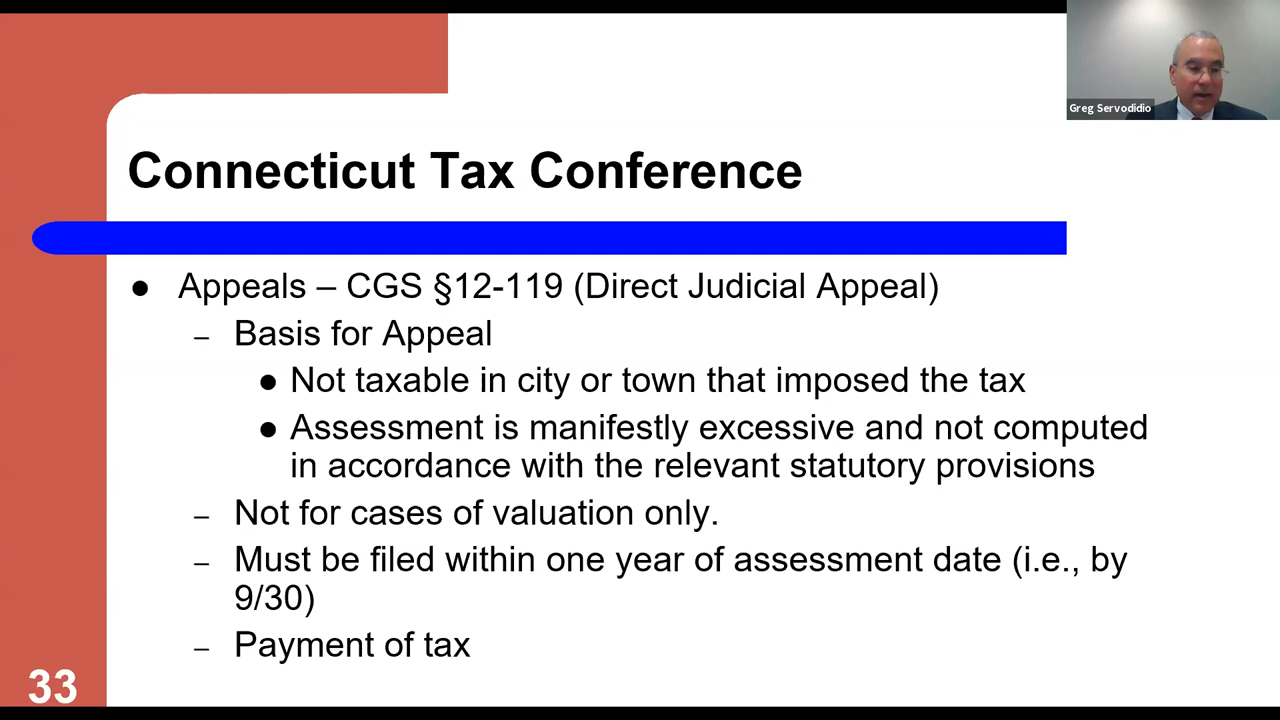 Greg Servodidio
Connecticut Tax Conference
● Appeals – CGS §12-119 (Direct Judicial Appeal)
– Basis for Appeal
● Not taxable in city or town that imposed the tax
● Assessment is manifestly excessive and not computed
in accordance with the relevant statutory provisions
– Not for cases of valuation only.
– Must be filed within one year of assessment date (i.e., by
9/30)
– Payment of tax
33